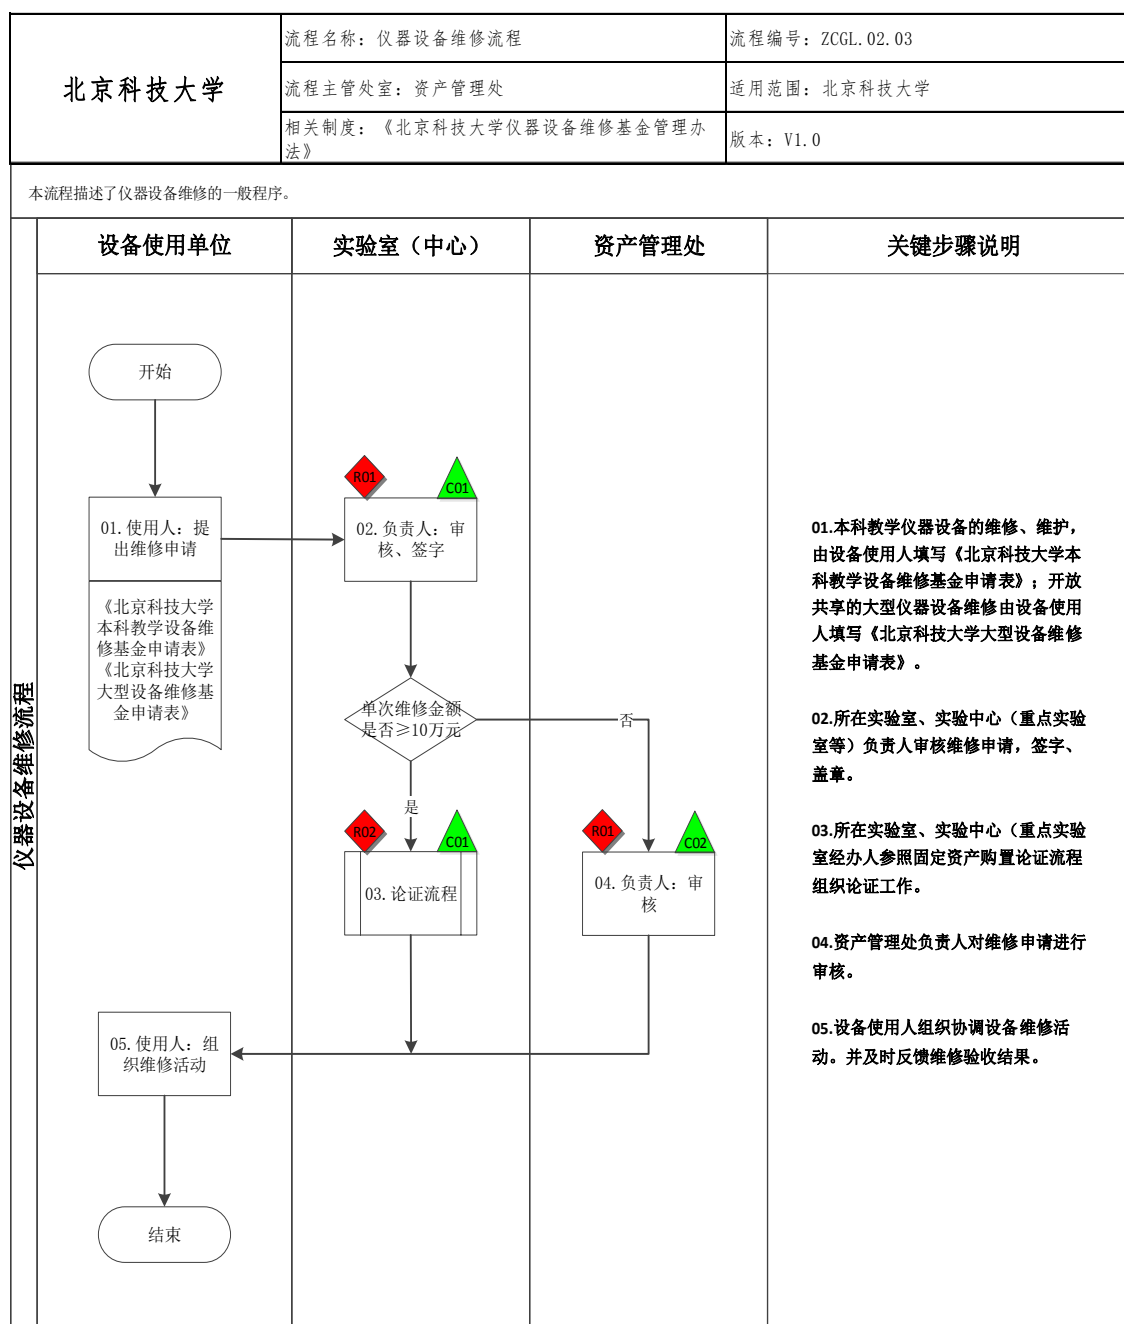 北京科技大学
流程名称：仪器设备维修流程
流程编号：ZCGL.02.03
流程主管处室：资产管理处
适用范围：北京科技大学
相关制度：《北京科技大学仪器设备维修基金管理办
法》
版本：V1.0
本流程描述了仪器设备维修的一般程序。
仪器设备维修流程
设备使用单位
实验室（中心）
资产管理处
关键步骤说明
开始
R01
C01
01.使用人：提
出维修申请
02.负责人：审
核、签字
《北京科技大学
本科教学设备维
修基金申请表》
《北京科技大学
大型设备维修基
金申请表》
单次维修金额
是否≥10万元
否
是
R02
C01
R01
C02
03.论证流程
04.负责人：审
核
05.使用人：组
织维修活动
结束
01.本科教学仪器设备的维修、维护，
由设备使用人填写《北京科技大学本
科教学设备维修基金申请表》；开放
共享的大型仪器设备维修由设备使用
人填写《北京科技大学大型设备维修
基金申请表》。
02.所在实验室、实验中心（重点实验
室等）负责人审核维修申请，签字、
盖章。
03.所在实验室、实验中心（重点实验
室经办人参照固定资产购置论证流程
组织论证工作。
04.资产管理处负责人对维修申请进行
审核。
05.设备使用人组织协调设备维修活
动。并及时反馈维修验收结果。